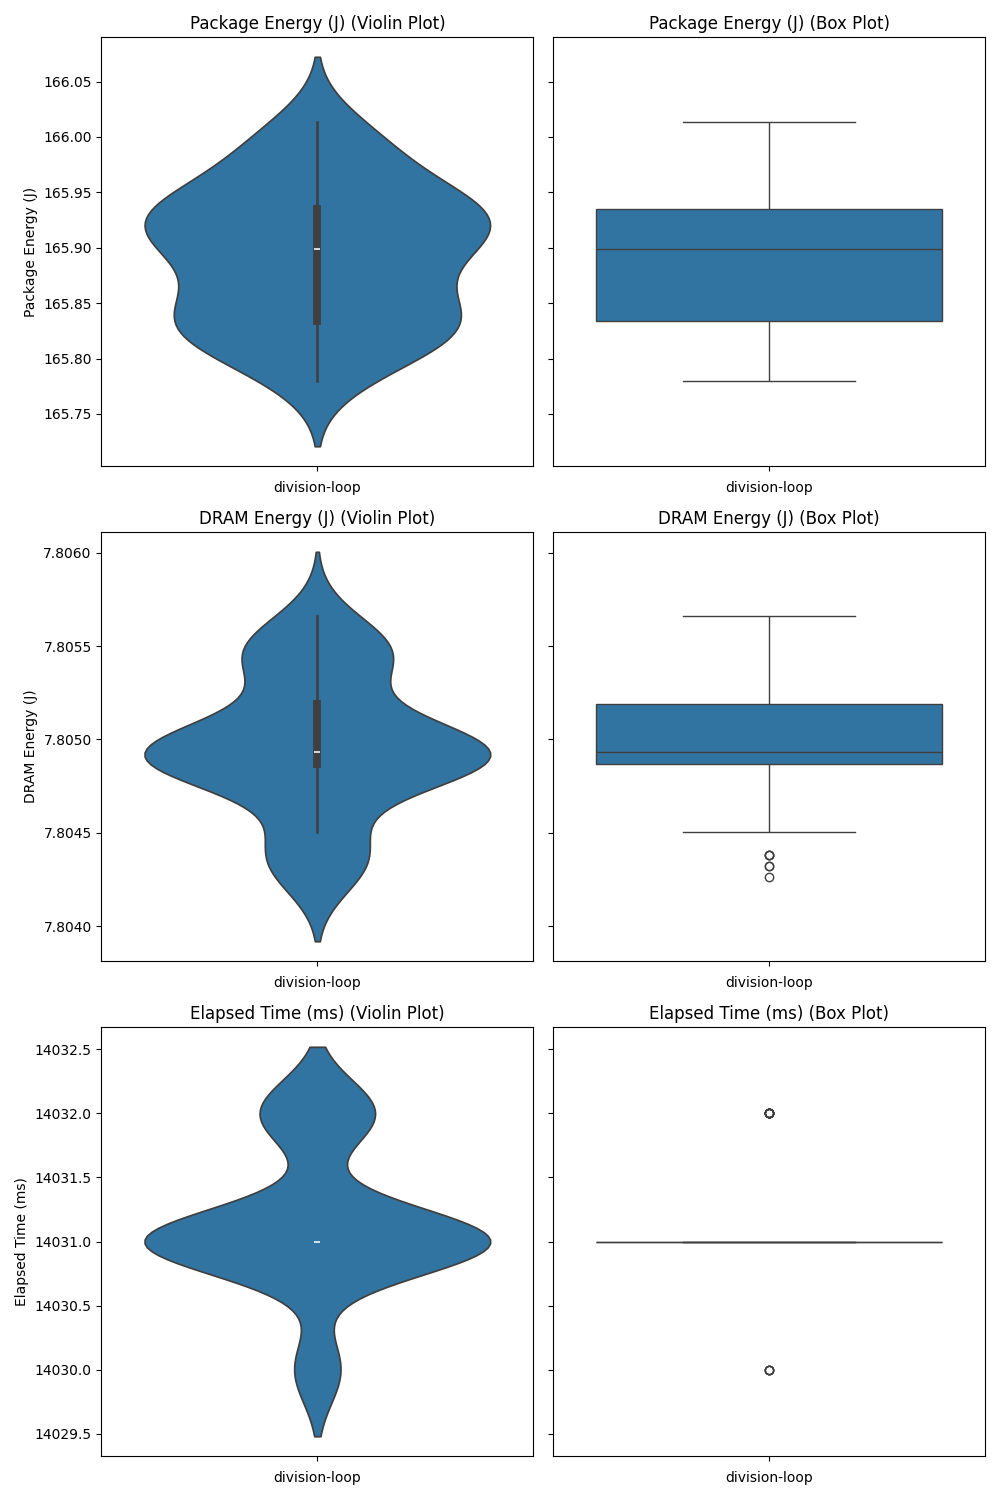 Package Energy (J) (Violin Plot)
Package Energy (J) (Box Plot)
166.05
166.00
165.95
165.90
165.85
165.80
165.75
Package Energy (J)
division-loop
division-loop
DRAM Energy (J) (Violin Plot)
DRAM Energy (J) (Box Plot)
7.8060
7.8055
7.8050
7.8045
7.8040
DRAM Energy (J)
division-loop
division-loop
Elapsed Time (ms) (Violin Plot)
Elapsed Time (ms) (Box Plot)
14032.5
14032.0
14031.5
14031.0
14030.5
14030.0
14029.5
Elapsed Time (ms)
division-loop
division-loop